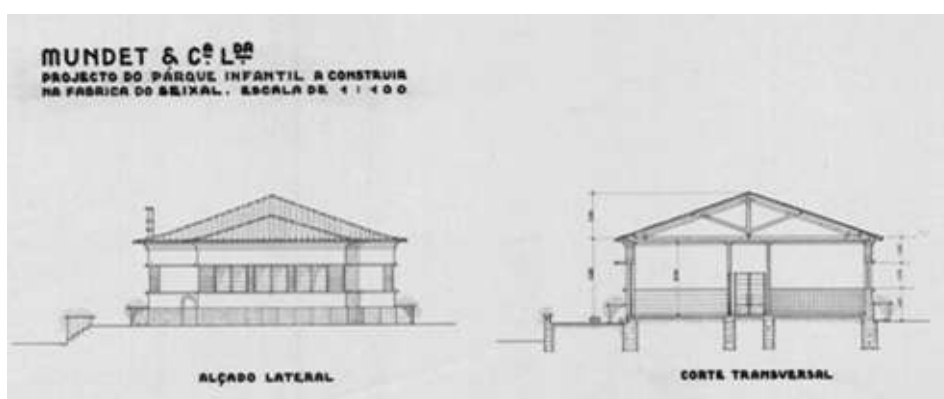 MUNDET & Cª Lᴰᴬ
PROJECTO DO PÁRQUE INFANTIL A CONSTRUIR
NA FABRICA DO SEIXAL. ESCALA DE 1:100
ALÇADO LATERAL
CORTE TRANSVERSAL